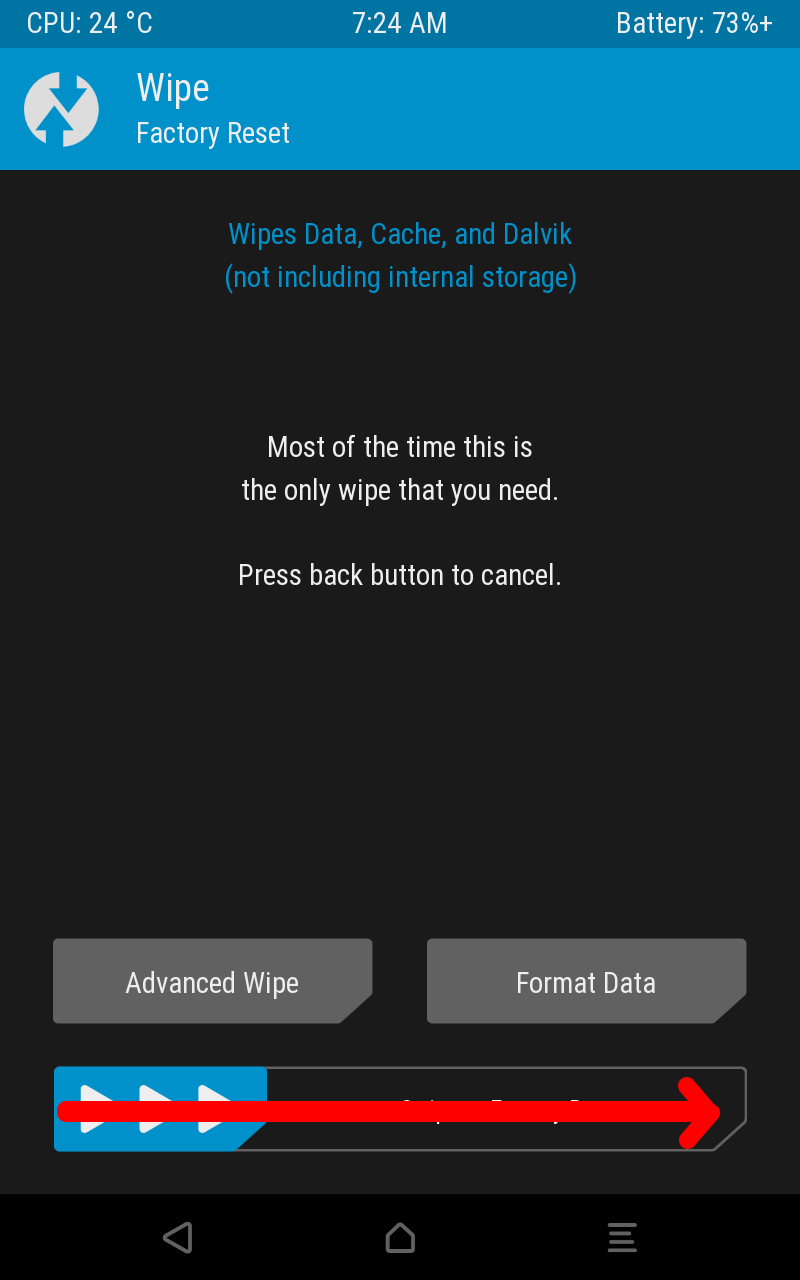 CPU: 24 °C 7:24 AM Battery: 73%+
Wipe
Factory Reset
Wipes Data, Cache, and Dalvik
(not including internal storage)
Most of the time this is
the only wipe that you need.
Press back button to cancel.
Advanced Wipe Format Data